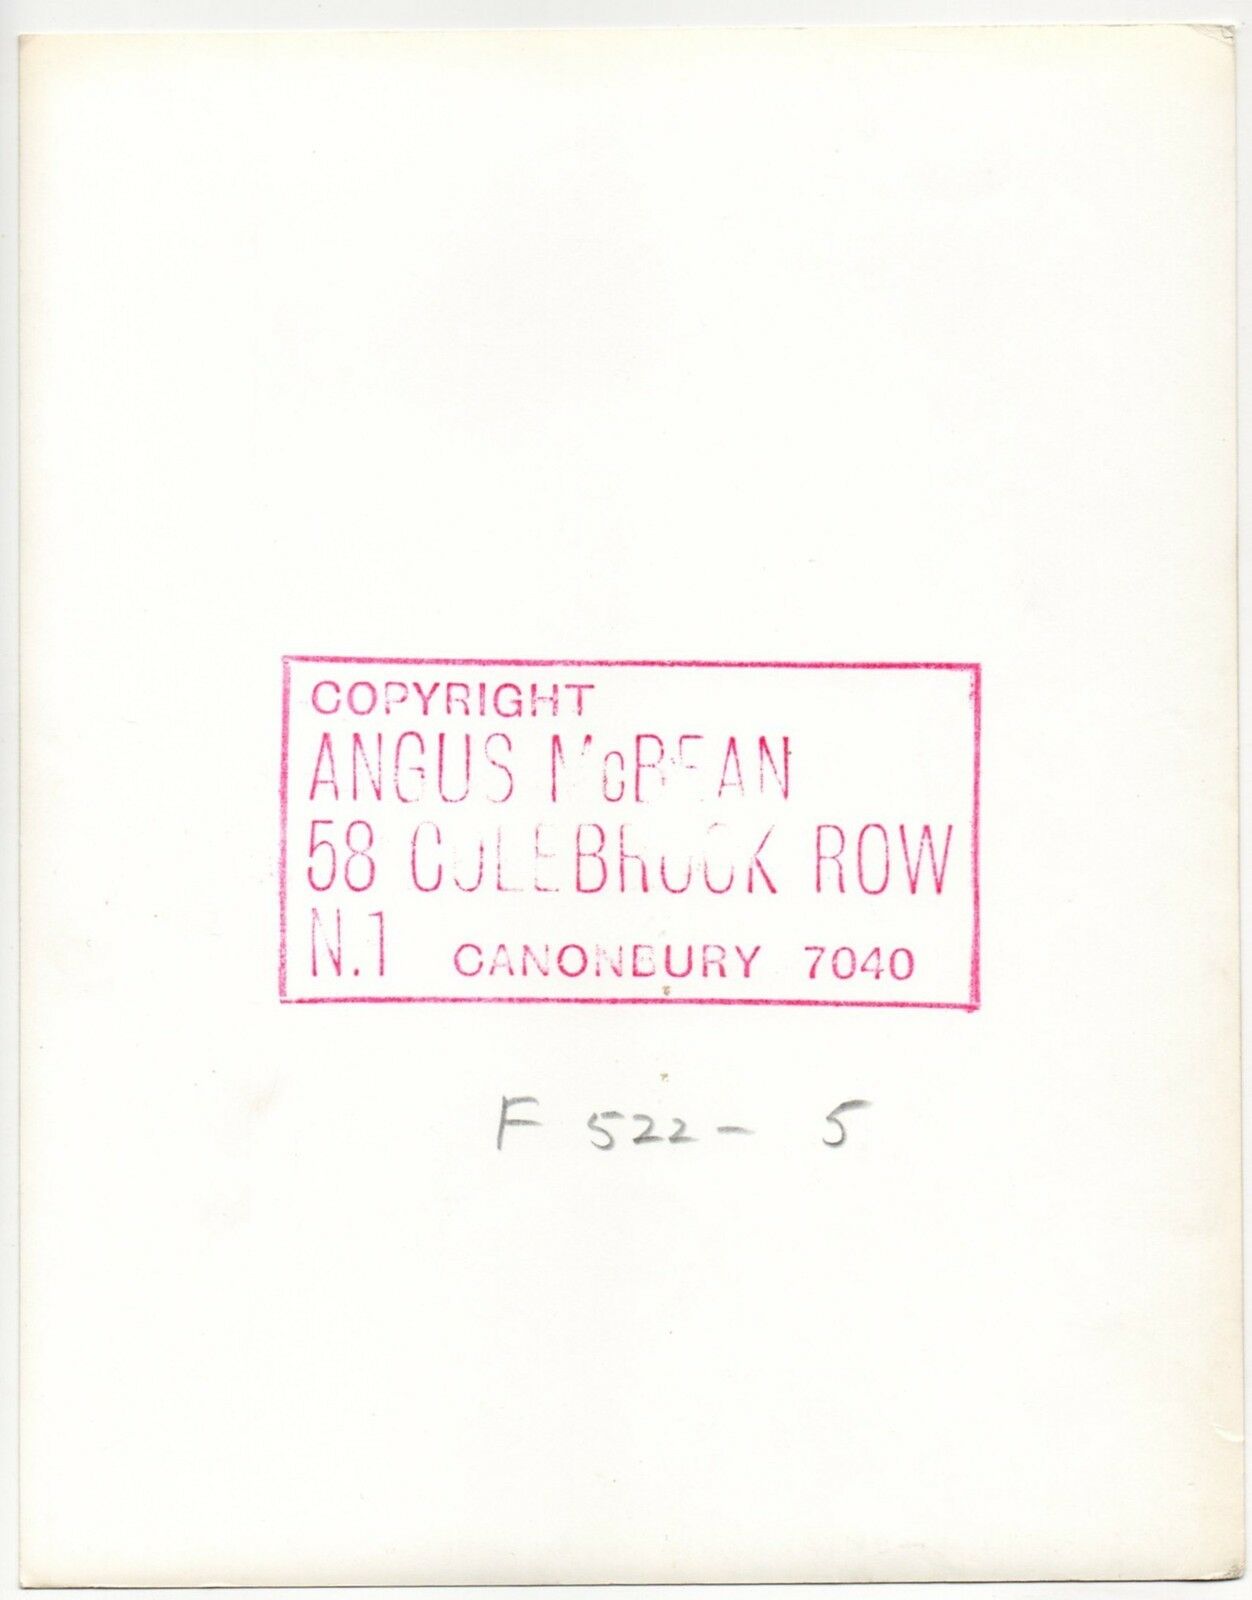 COPYRIGHT
ANGUS McBEAN
58 COLEBROOK ROW
N.1 CANONBURY 7040
F 522 - 5